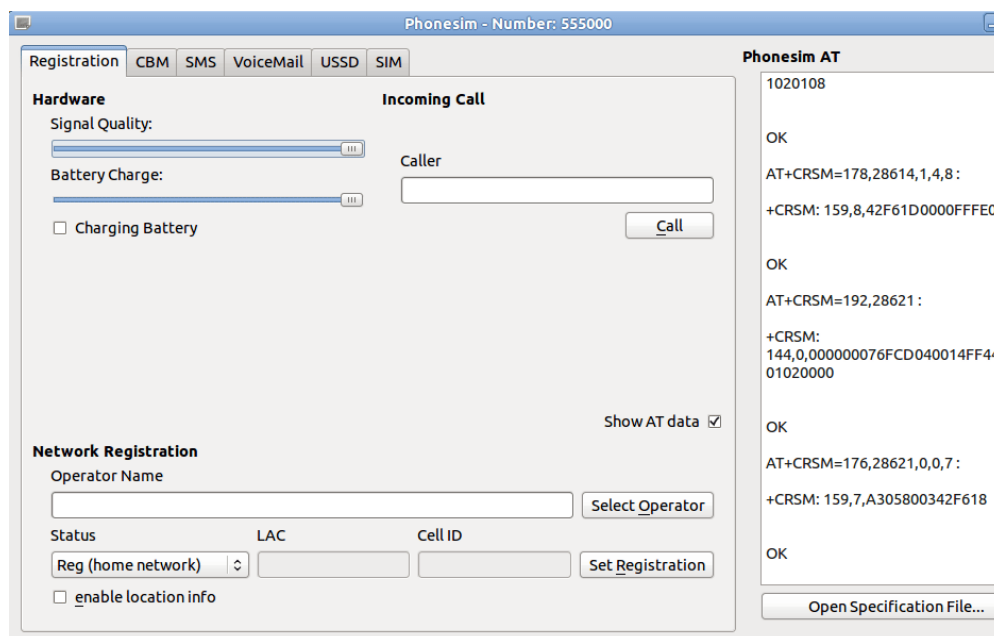 Phonesim - Number: 555000
Registration CBM SMS VoiceMail USSD SIM
Hardware
Signal Quality:
Battery Charge:
Charging Battery
Incoming Call
Caller
Call
Show AT data
Network Registration
Operator Name
Select Operator
Status LAC Cell ID
Reg (home network) Set Registration
enable location info
Phonesim AT
1020108
OK
AT+CRSM=178,28614,1,4,8 :
+CRSM: 159,8,42F61D0000FFFE0
OK
AT+CRSM=192,28621 :
+CRSM:
144,0,000000076FCD040014FF44
01020000
OK
AT+CRSM=176,28621,0,0,7 :
+CRSM: 159,7,A305800342F618
OK
Open Specification File...